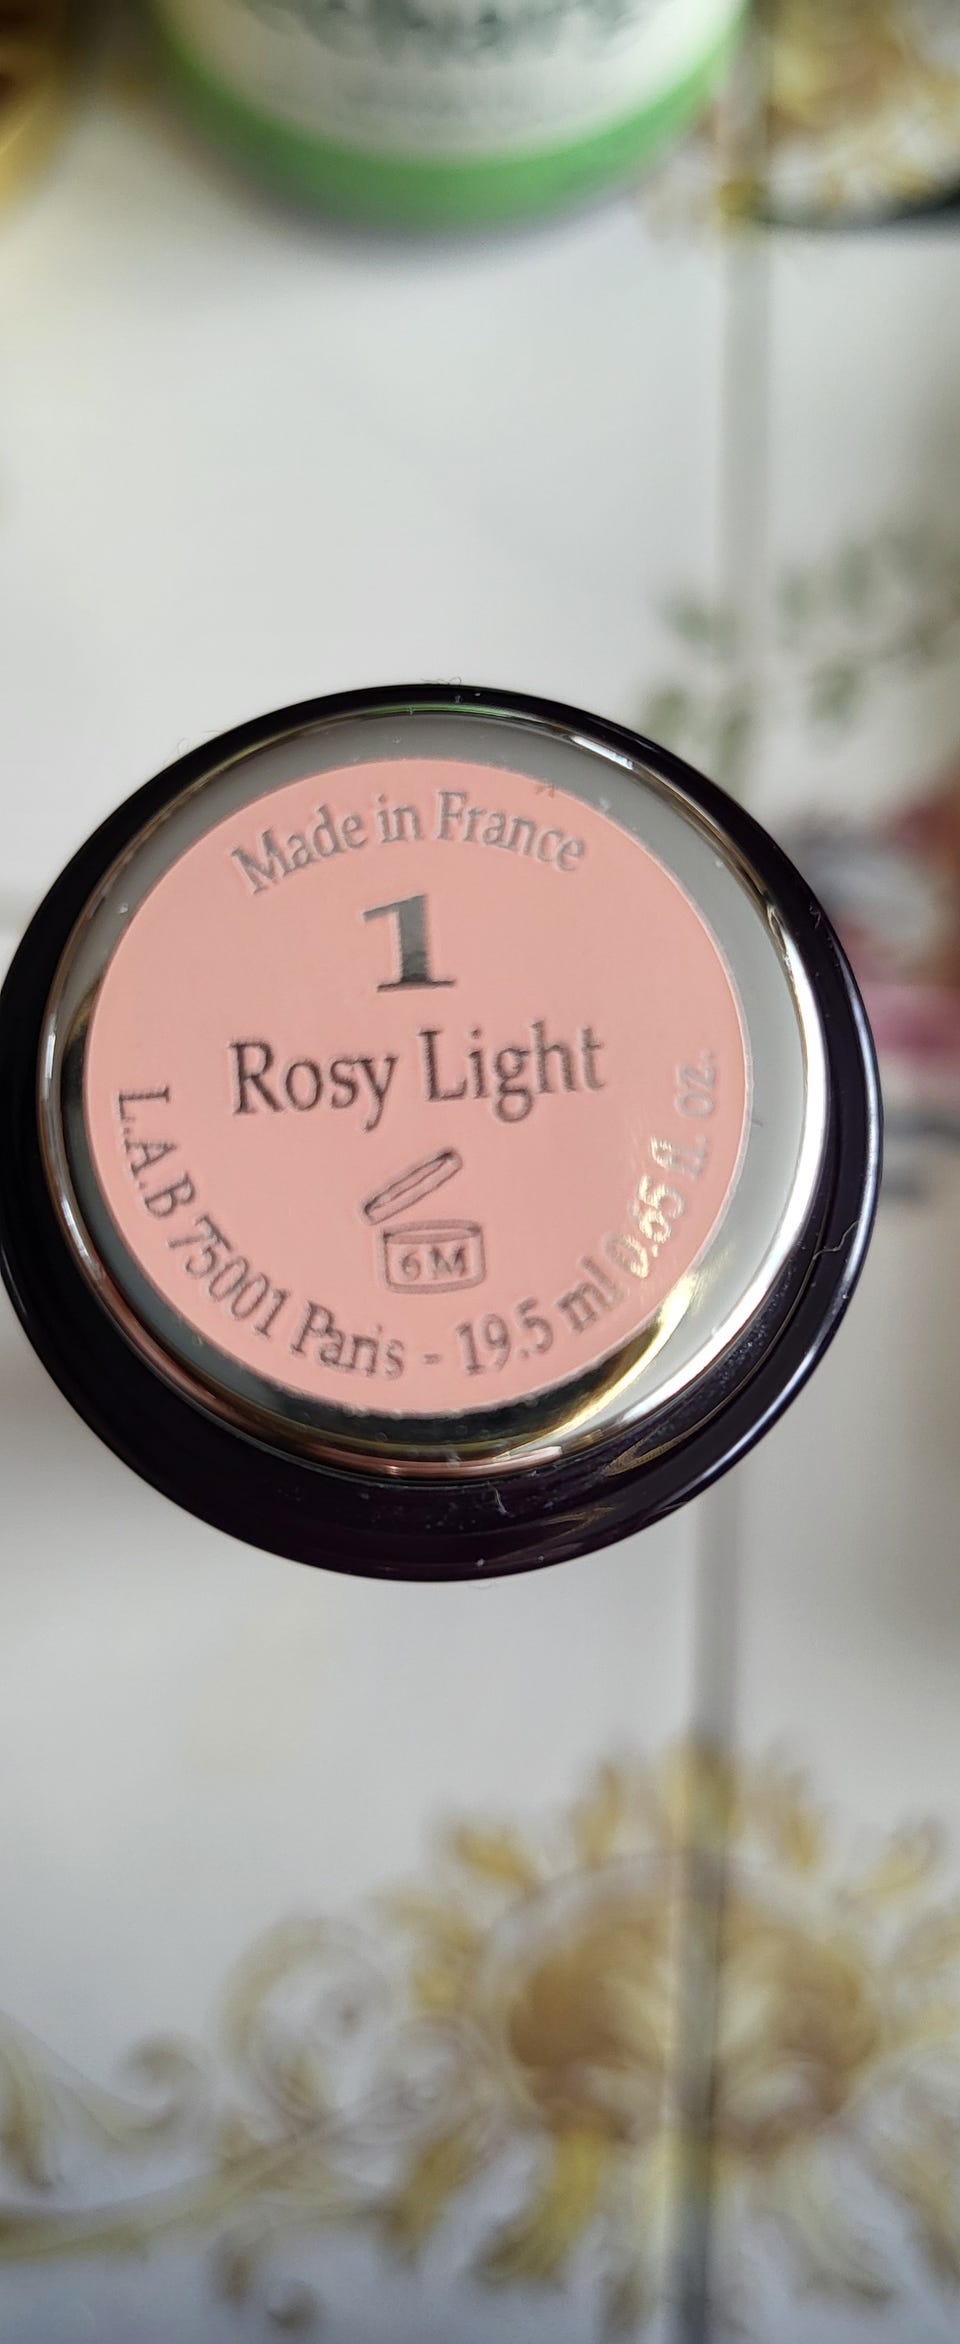 Made in France
1
Rosy Light
6M
L.A.B 75001 Paris - 19.5 ml 0.65 fl. oz.